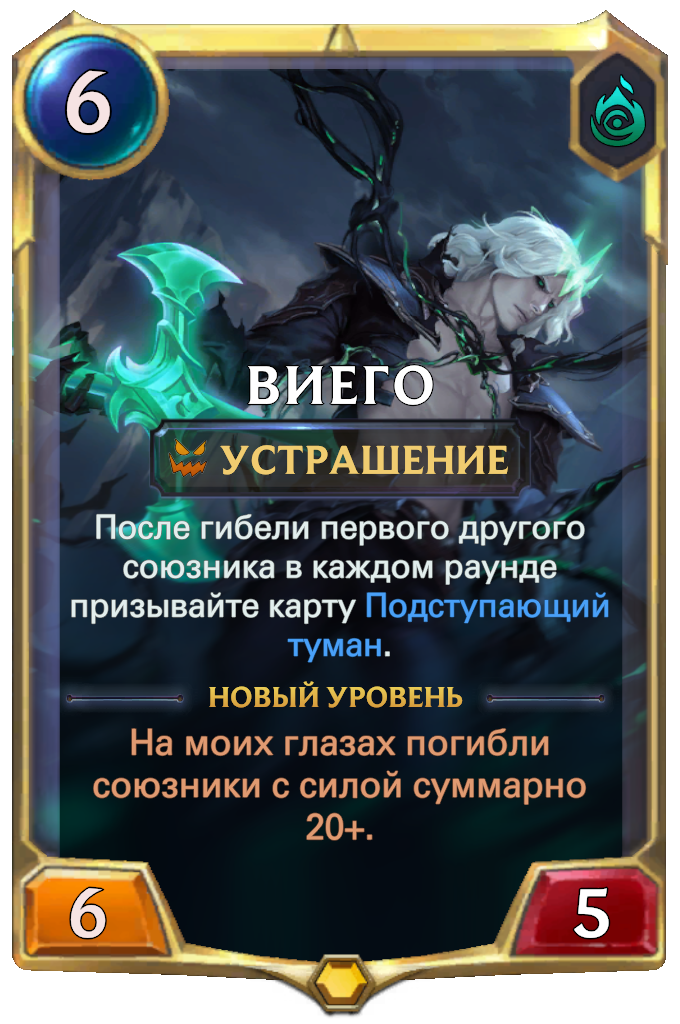 6
ВИЕГО
УСТРАШЕНИЕ
После гибели первого другого
союзника в каждом раунде
призывайте карту Подступающий
туман.
НОВЫЙ УРОВЕНЬ
На моих глазах погибли
союзники с силой суммарно
20+.
6
5